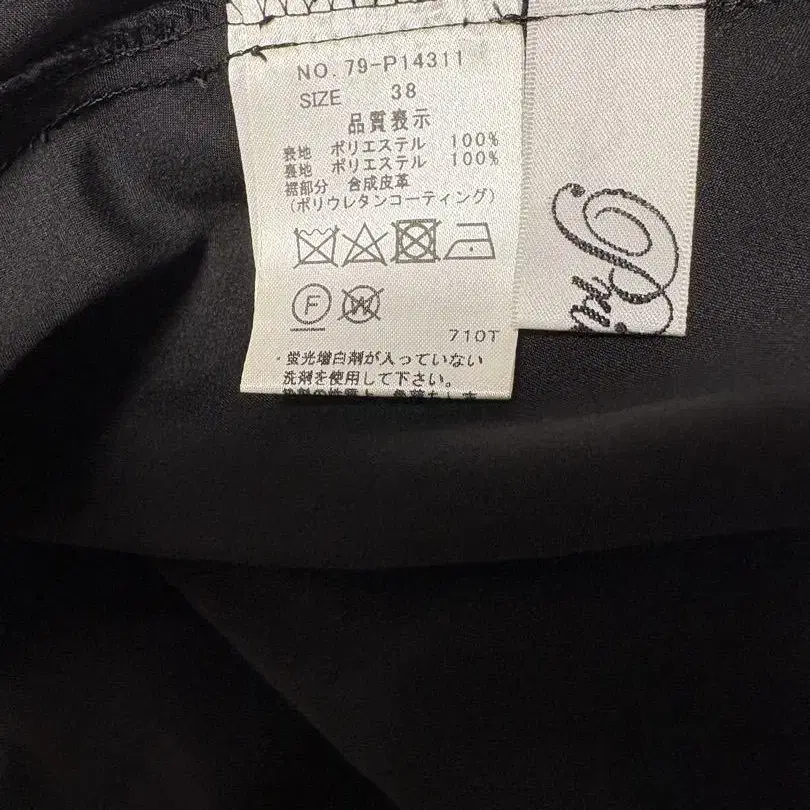 NO. 79-P14311
SIZE 38
品質表示
表地 ポリエステル 100%
裏地 ポリエステル 100%
裾部分 合成皮革
(ポリウレタンコーティング)
F W
710T
・蛍光増白剤が入っていない
洗剤を使用して下さい。